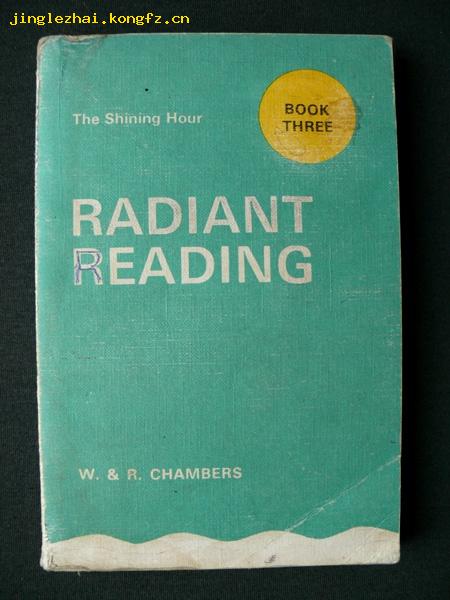 jinglezhai.kongfz.cn
The Shining Hour
BOOK
THREE
RADIANT
READING
W. & R. CHAMBERS